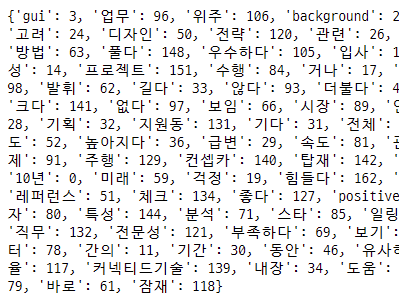 {'gui': 3, '업무': 96, '위주': 106, 'background': 2
'고려': 24, '디자인': 50, '전략': 120, '관련': 26,
'방법': 63, '풀다': 148, '우수하다': 105, '입사': 1
성': 14, '프로젝트': 151, '수행': 84, '거나': 17, '
98, '발휘': 62, '길다': 33, '않다': 93, '더불다': 4
'크다': 141, '없다': 97, '보임': 66, '시장': 89, '
28, '기획': 32, '지원동': 131, '기다': 31, '전체':
도': 52, '높아지다': 36, '급변': 29, '속도': 81, '
제': 91, '주행': 129, '컨셉카': 140, '탑재': 142, '
'10년': 0, '미래': 59, '걱정': 19, '힘들다': 162, '
'레퍼런스': 51, '체크': 134, '좋다': 127, 'positive
자': 80, '특성': 144, '분석': 71, '스타': 85, '일링
'직무': 132, '전문성': 121, '부족하다': 69, '보기':
터': 78, '간의': 11, '기간': 30, '동안': 46, '유사하
율': 117, '커넥티드기술': 139, '내장': 34, '도움':
79, '바로': 61, '잠재': 118}